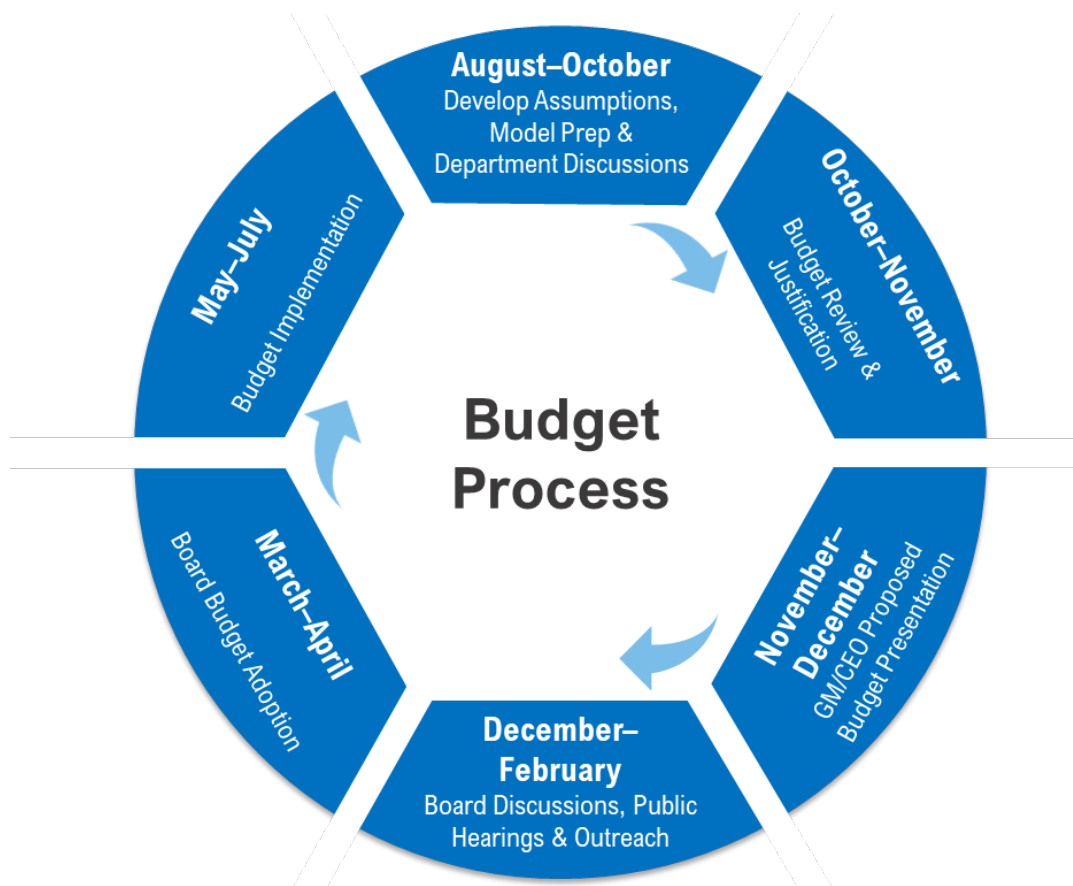 August–October
Develop Assumptions,
Model Prep &
Department Discussions
October–November
Budget Review &
Justification
November–
December
GM/CEO Proposed
Budget Presentation
December–
February
Board Discussions, Public
Hearings & Outreach
March–April
Board Budget Adoption
May–July
Budget Implementation
Budget
Process